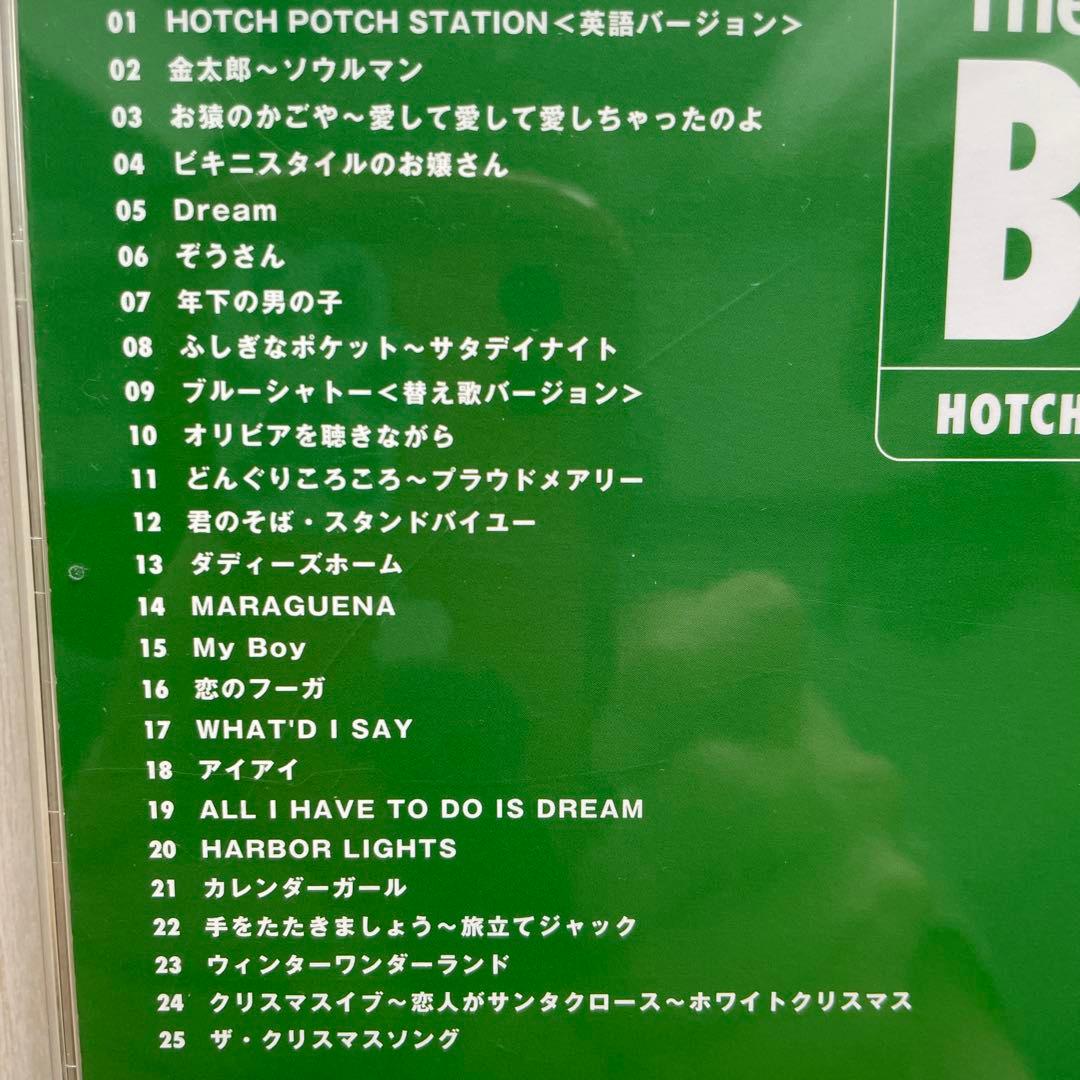 01 HOTCH POTCH STATION＜英語バージョン＞
02 金太郎～ソウルマン
03 お猿のかごや～愛して愛して愛しちゃったのよ
04 ビキニスタイルのお嬢さん
05 Dream
06 ぞうさん
07 年下の男の子
08 ふしぎなポケット～サタデイナイト
09 ブルーシャトー＜替え歌バージョン＞
10 オリビアを聴きながら
11 どんぐりころころ～プラウドメアリー
12 君のそば・スタンドバイユー
13 ダディーズホーム
14 MARAGUENA
15 My Boy
16 恋のフーガ
17 WHAT'D I SAY
18 アイアイ
19 ALL I HAVE TO DO IS DREAM
20 HARBOR LIGHTS
21 カレンダーガール
22 手をたたきましょう～旅立てジャック
23 ウィンターワンダーランド
24 クリスマスイブ～恋人がサンタクロース～ホワイトクリスマス
25 ザ・クリスマスソング
The
B
HOTCH